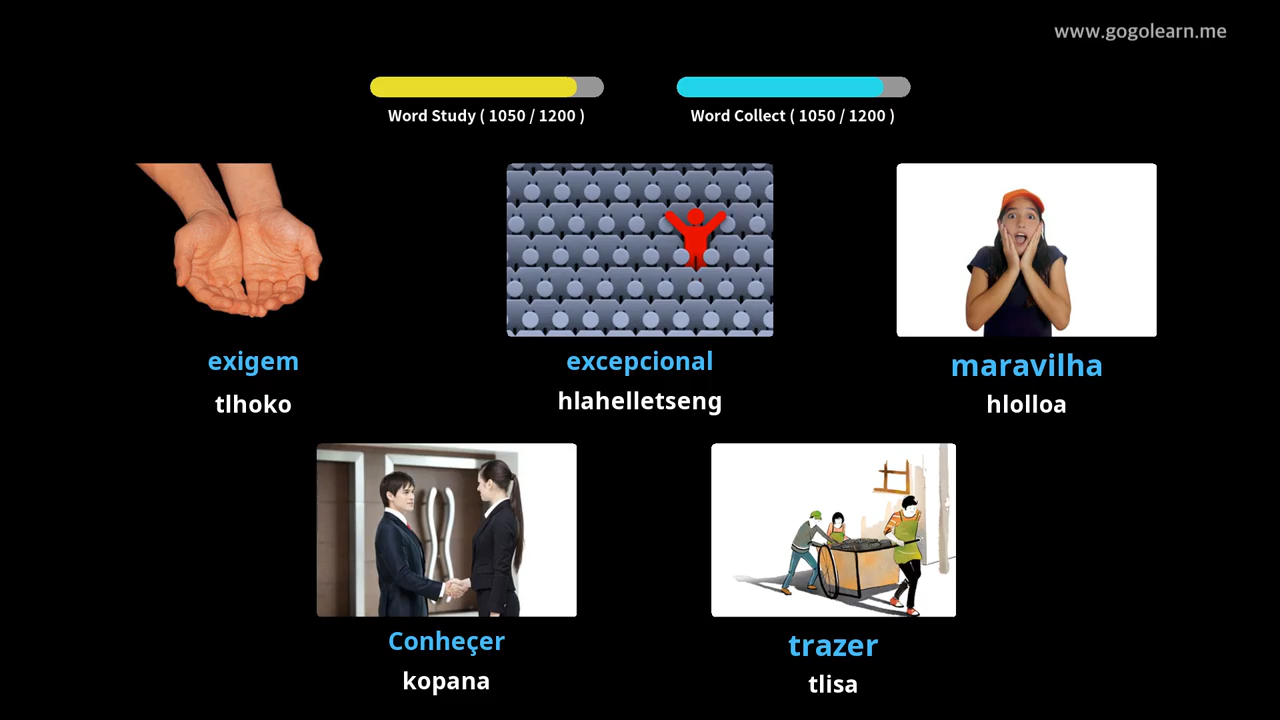 www.gogolearn.me
Word Study ( 1050 / 1200 )
Word Collect ( 1050 / 1200 )
exigem
tlhoko
excepcional
hlahelletseng
maravilha
hlolloa
Conheçer
kopana
trazer
tlisa